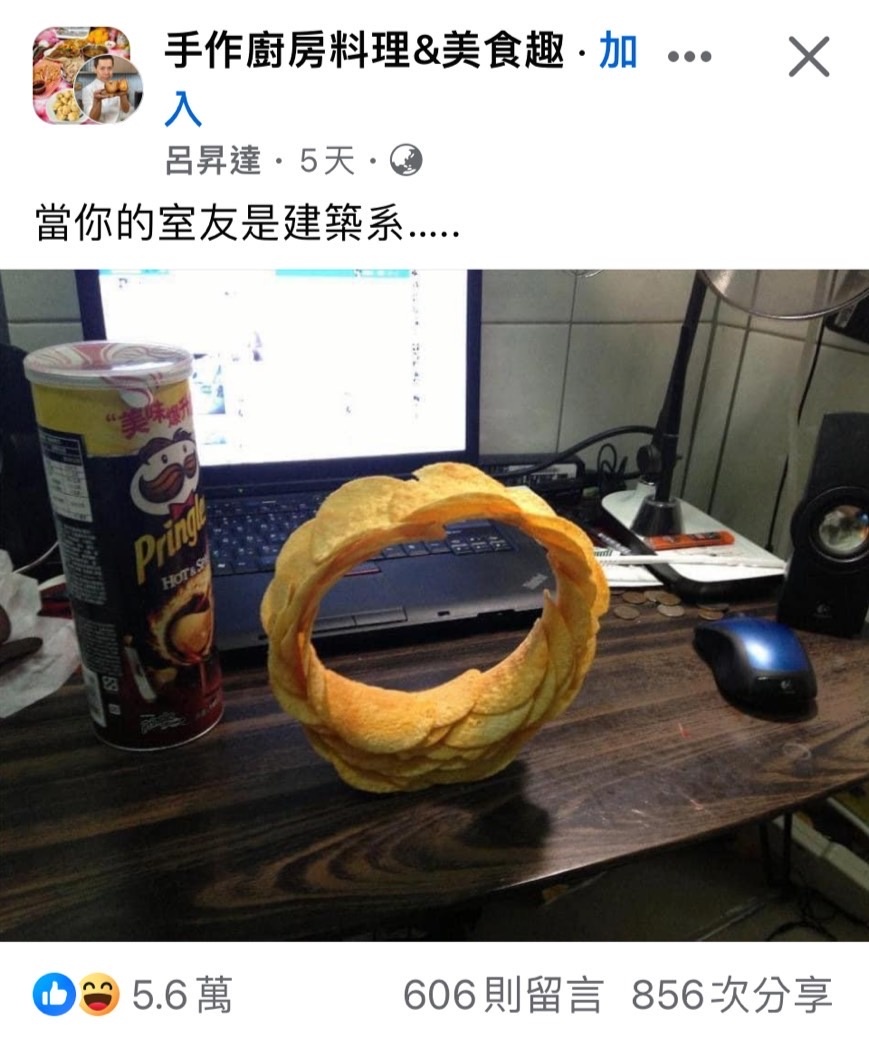 手作廚房料理&美食趣 · 加
入
呂昇達 · 5天 ·
當你的室友是建築系.....
“美味爆升
Pringles
HOT & S
5.6萬
606則留言 856次分享